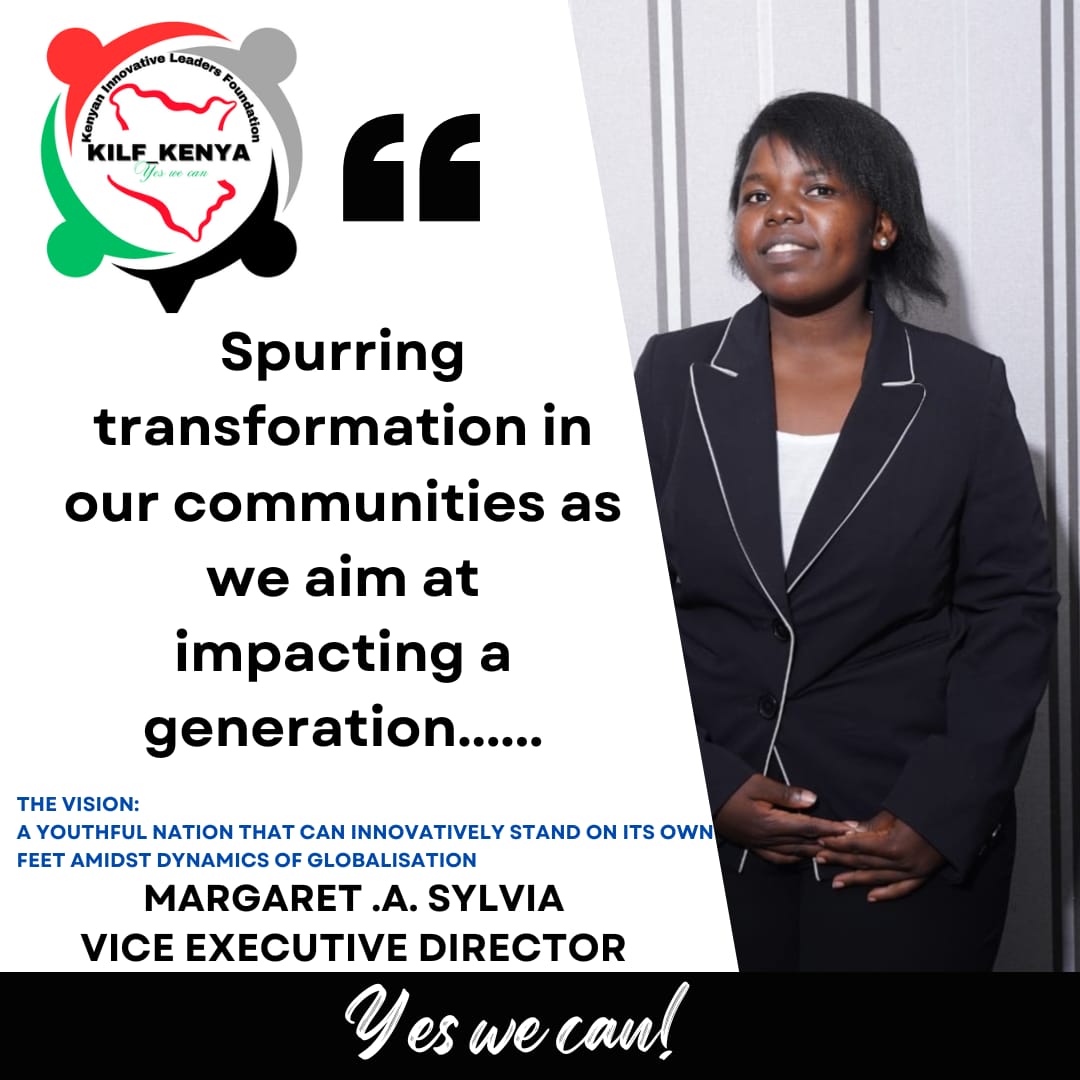 Kenyan Innovative Leaders Foundation
KILF_KENYA
Yes we can
Spurring
transformation in
our communities as
we aim at
impacting a
generation......
THE VISION:
A YOUTHFUL NATION THAT CAN INNOVATIVELY STAND ON ITS OWN
FEET AMIDST DYNAMICS OF GLOBALISATION
MARGARET .A. SYLVIA
VICE EXECUTIVE DIRECTOR
Yes we can!